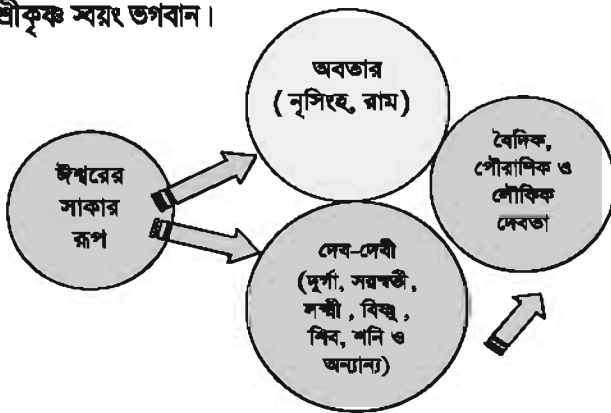 শ্রীকৃষ্ণ স্বয়ং ভগবান।
অবতার
( নৃসিংহ, রাম)
ঈশ্বরের
সাকার
রূপ
বৈদিক,
পৌরাণিক ও
লৌকিক
দেবতা
দেব-দেবী
(দুর্গা, সরস্বতী,
লক্ষ্মী , বিষ্ণু ,
শিব, শনি ও
অন্যান্য)